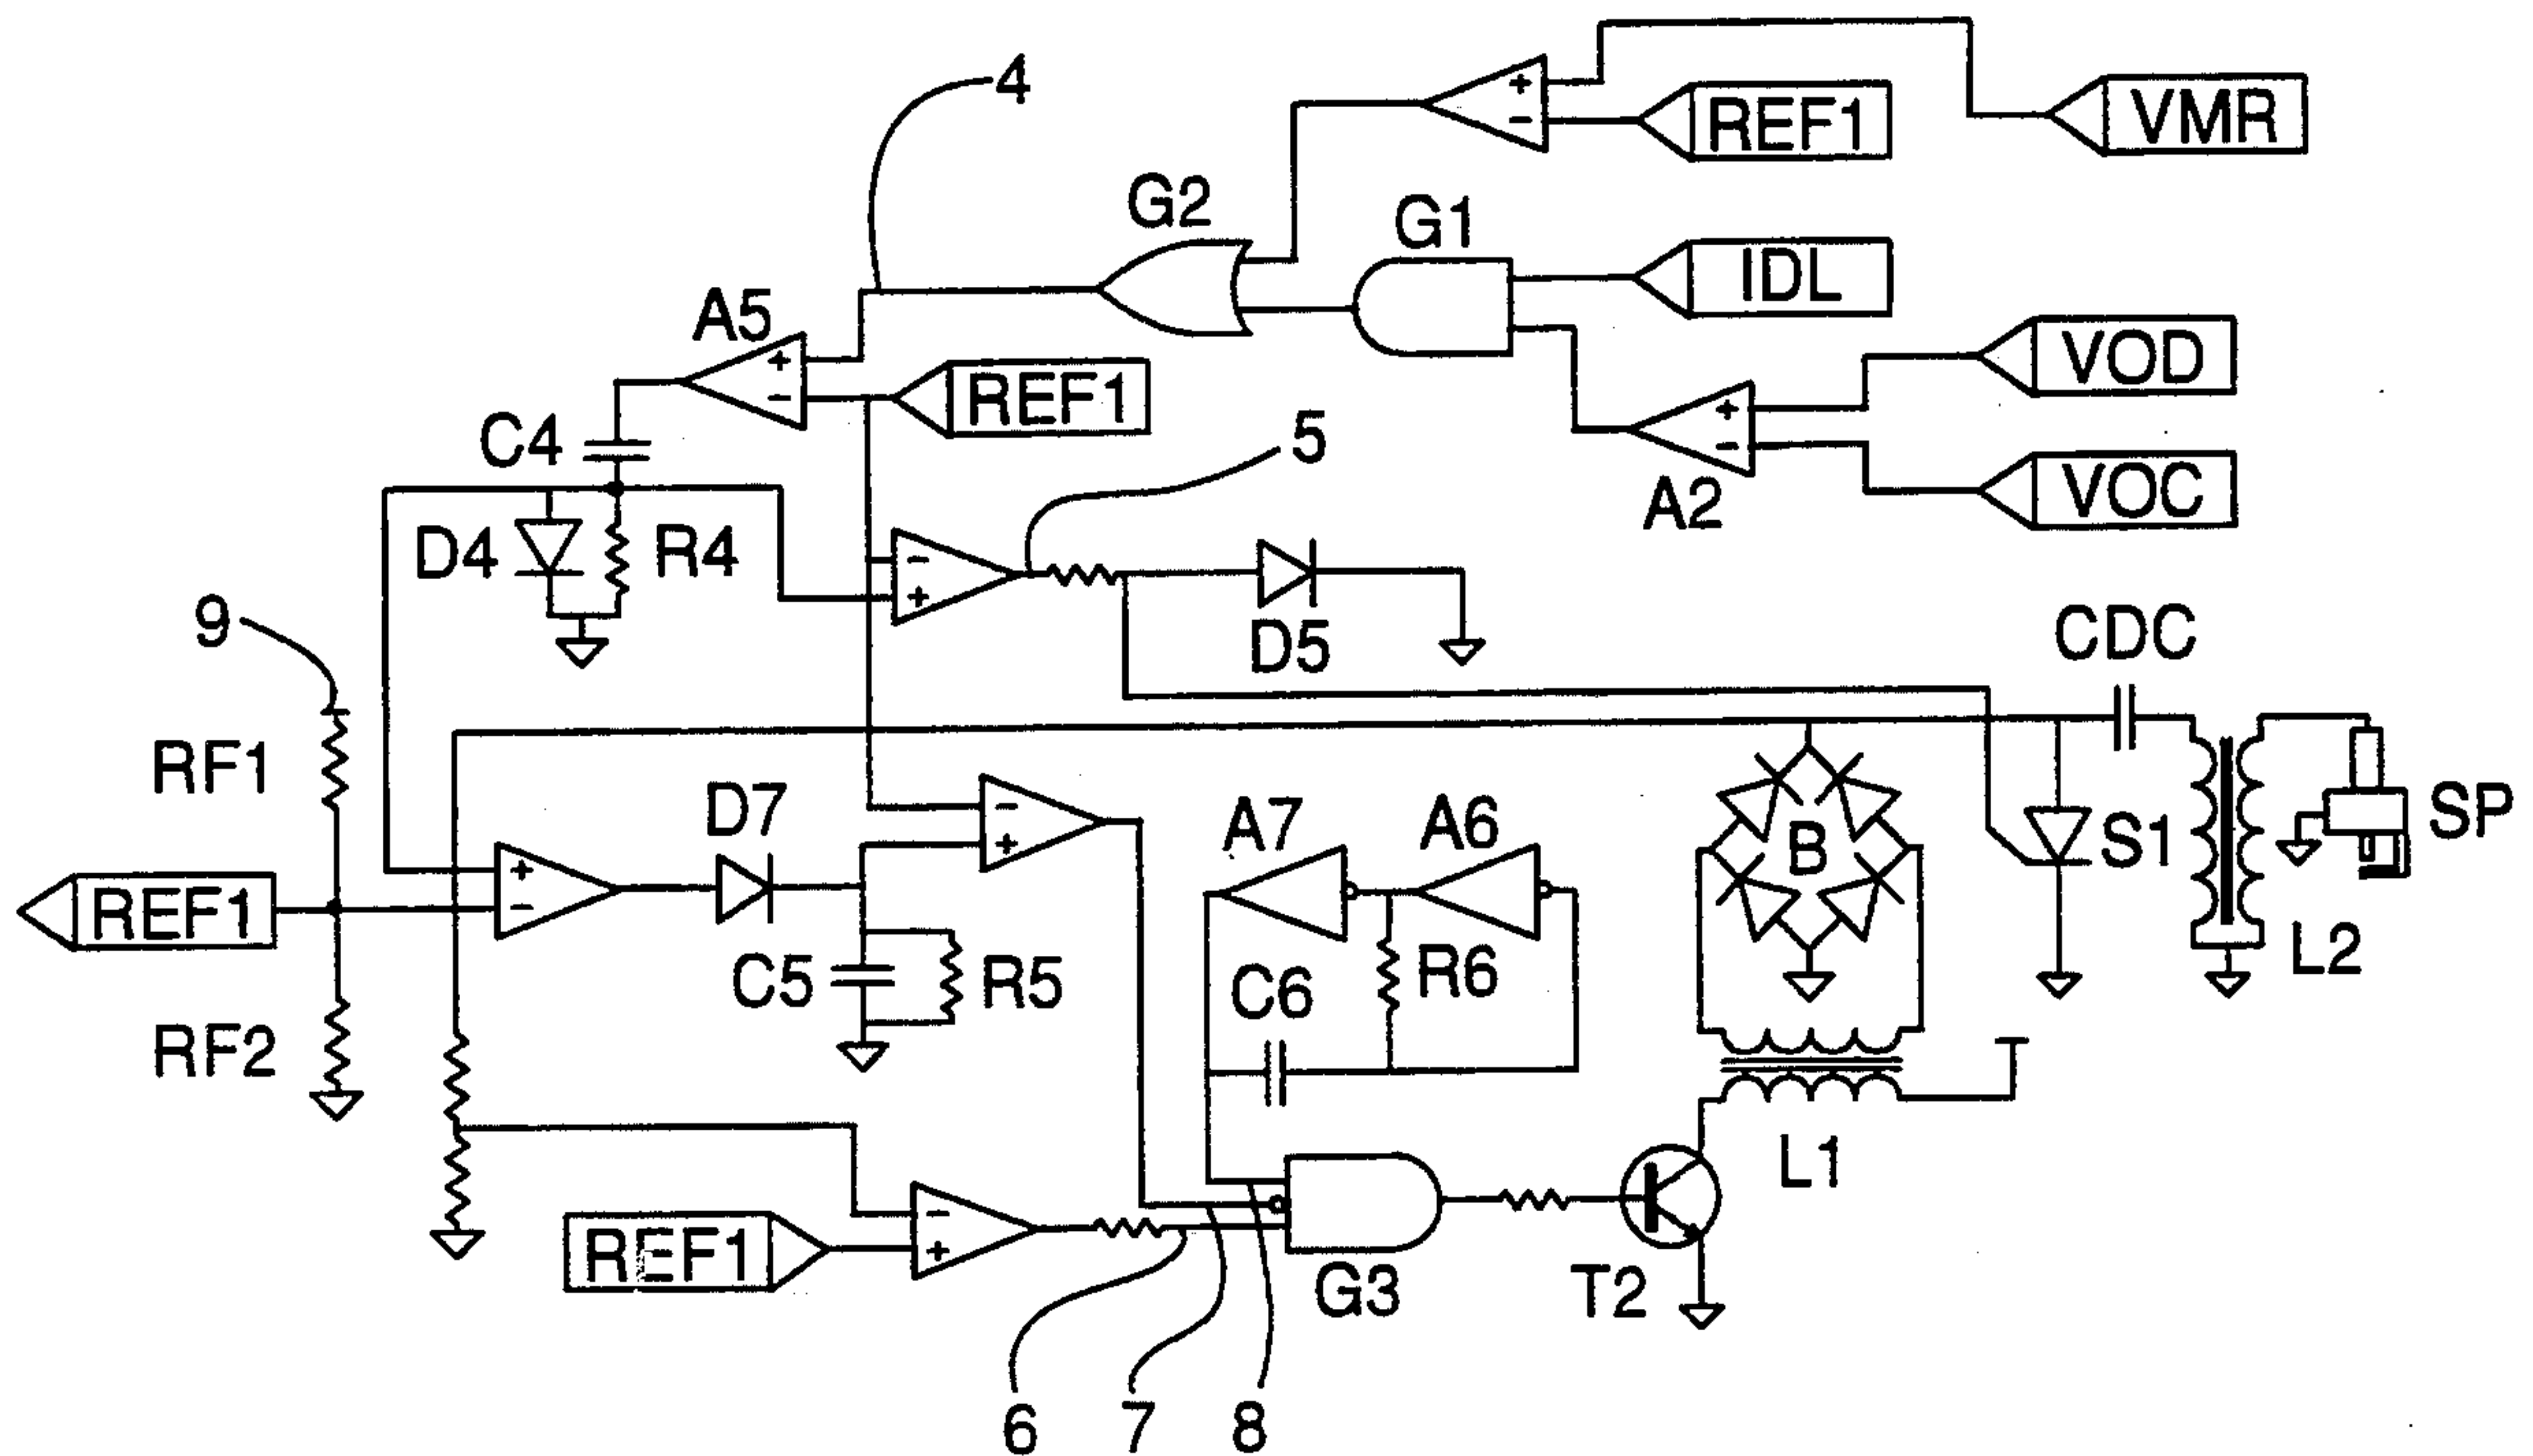 4
VMR
REF1
G2
G1
IDL
A5
VOD
REF1
C4
5
A2
VOC
D4
R4
9
D5
CDC
RF1
D7
A7
A6
B
S1
SP
REF1
C5
R5
C6
R6
L2
RF2
T
L1
REF1
G3
T2
6
7
8